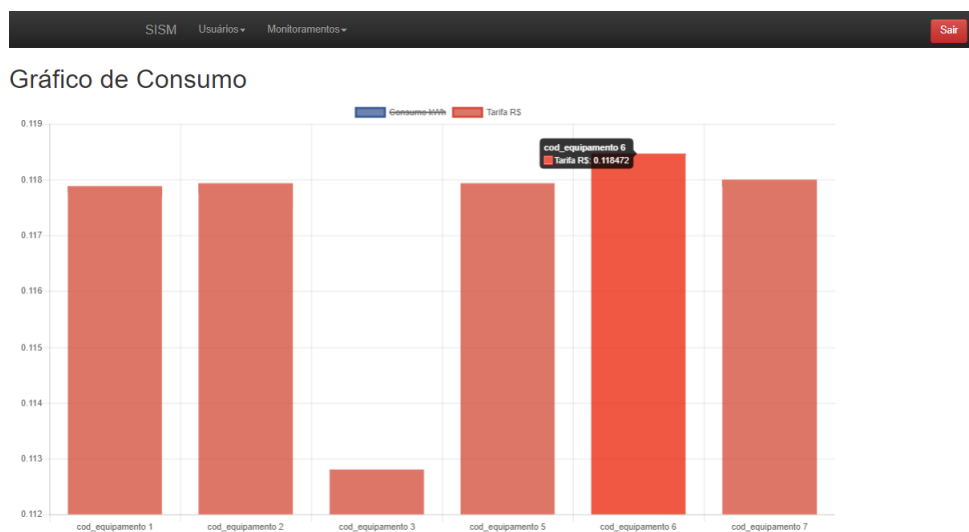 SISM Usuários Monitoramentos Sair
Gráfico de Consumo
Consumo kWh Tarifa R$
0.119
cod_equipamento 6
Tarifa R$: 0.118472
0.118
0.117
0.116
0.115
0.114
0.113
0.112
cod_equipamento 1 cod_equipamento 2 cod_equipamento 3 cod_equipamento 5 cod_equipamento 6 cod_equipamento 7